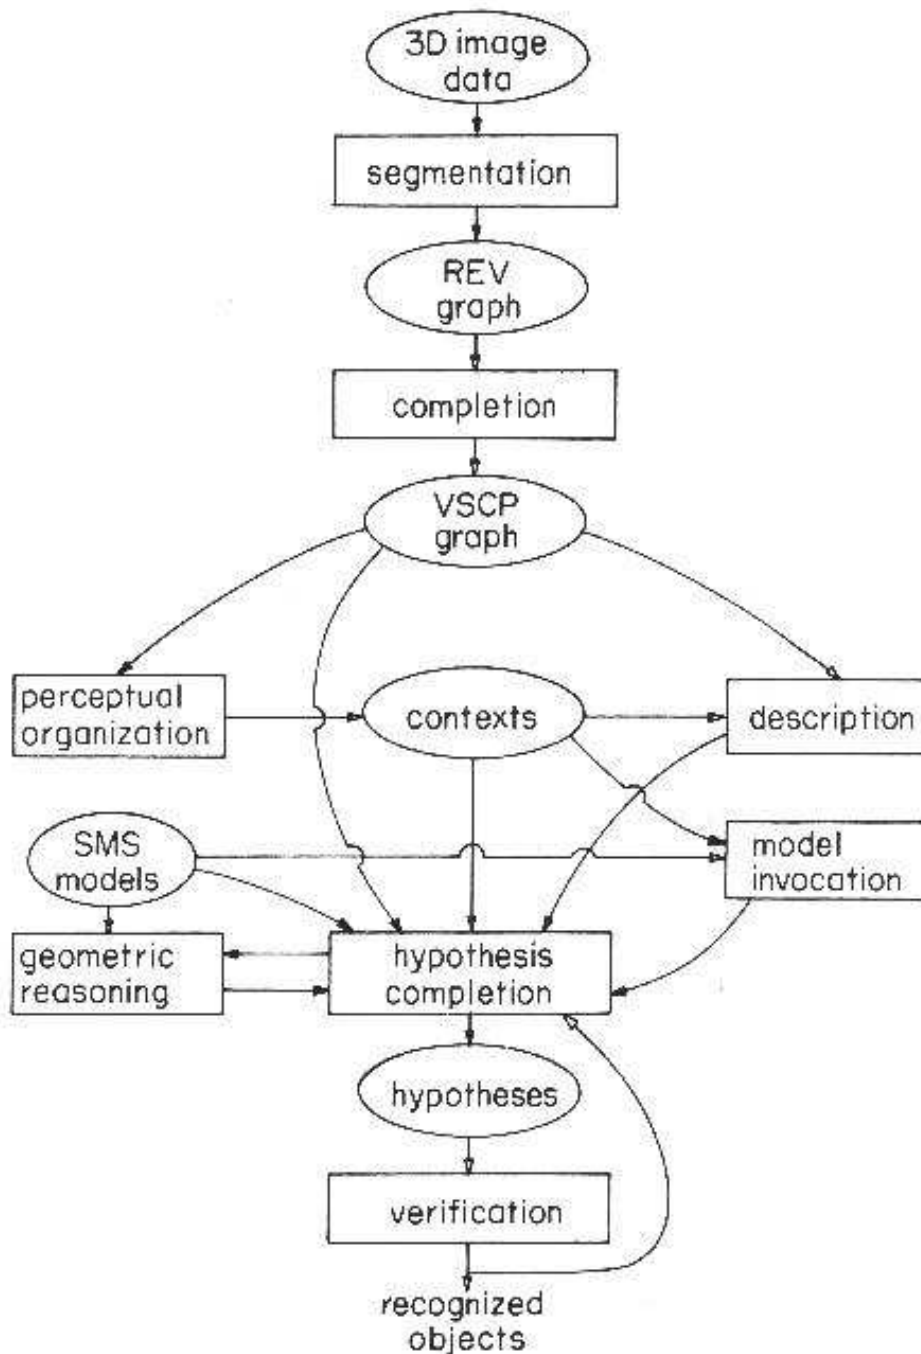 3D image
data
segmentation
REV
graph
completion
VSCP
graph
perceptual
organization
contexts
description
SMS
models
model
invocation
geometric
reasoning
hypothesis
completion
hypotheses
verification
recognized
objects